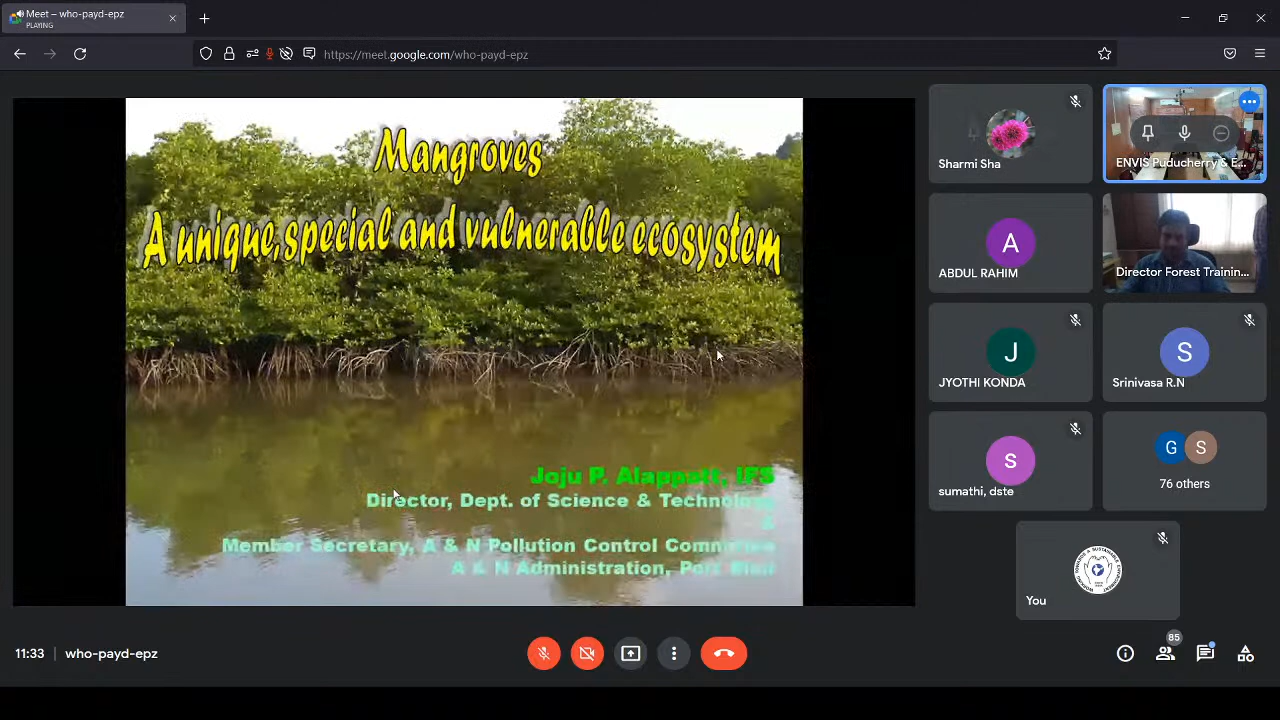 Meet – who-payd-epz
PLAYING
https://meet.google.com/who-payd-epz
Mangroves
A unique,special and vulnerable ecosystem
Joju P. Alappatt, IFS
Director, Dept. of Science & Technology
&
Member Secretary, A & N Pollution Control Committee
A & N Administration, Port Blair
Sharmi Sha
ENVIS Puducherry & E...
A
ABDUL RAHIM
Director Forest Trainin...
J
JYOTHI KONDA
S
Srinivasa R.N
S
sumathi, dste
G S
76 others
You
11:33 who-payd-epz
85